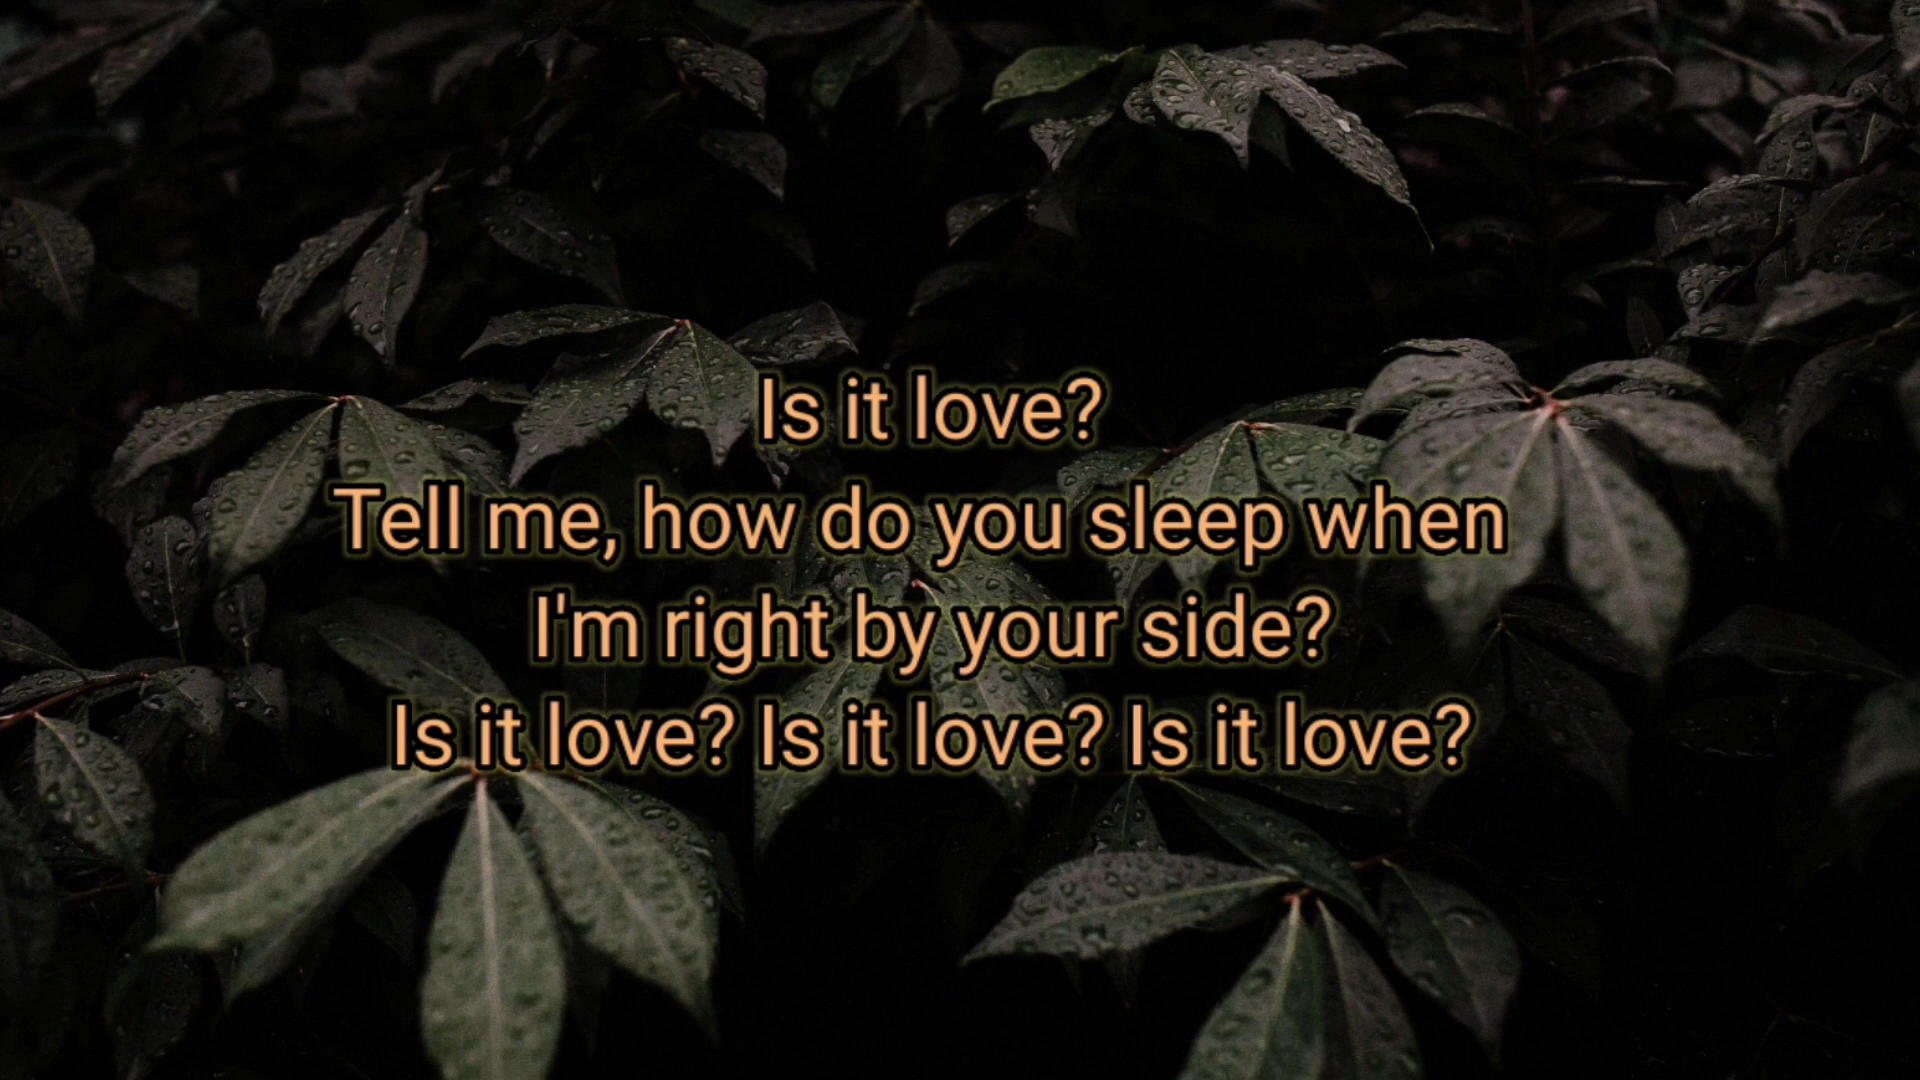 Is it love?
Tell me, how do you sleep when
I'm right by your side?
Is it love? Is it love? Is it love?